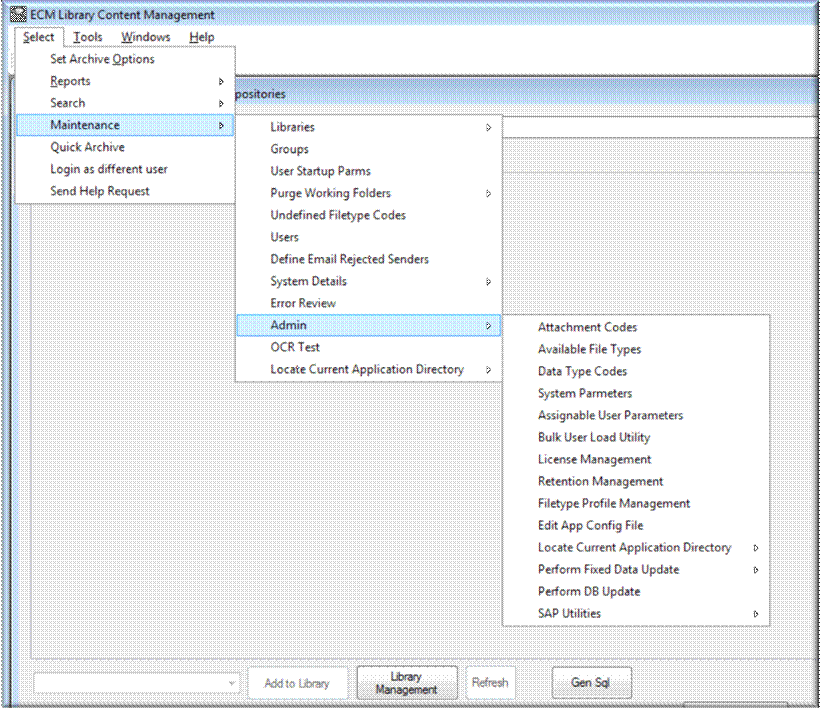 ECM Library Content Management
Select Tools Windows Help
Set Archive Options
Reports
Search
Maintenance
Quick Archive
Login as different user
Send Help Request
positories
Libraries
Groups
User Startup Parms
Purge Working Folders
Undefined Filetype Codes
Users
Define Email Rejected Senders
System Details
Error Review
Admin
OCR Test
Locate Current Application Directory
Attachment Codes
Available File Types
Data Type Codes
System Parmeters
Assignable User Parameters
Bulk User Load Utility
License Management
Retention Management
Filetype Profile Management
Edit App Config File
Locate Current Application Directory
Perform Fixed Data Update
Perform DB Update
SAP Utilities
Add to Library
Library
Management
Refresh
Gen Sql